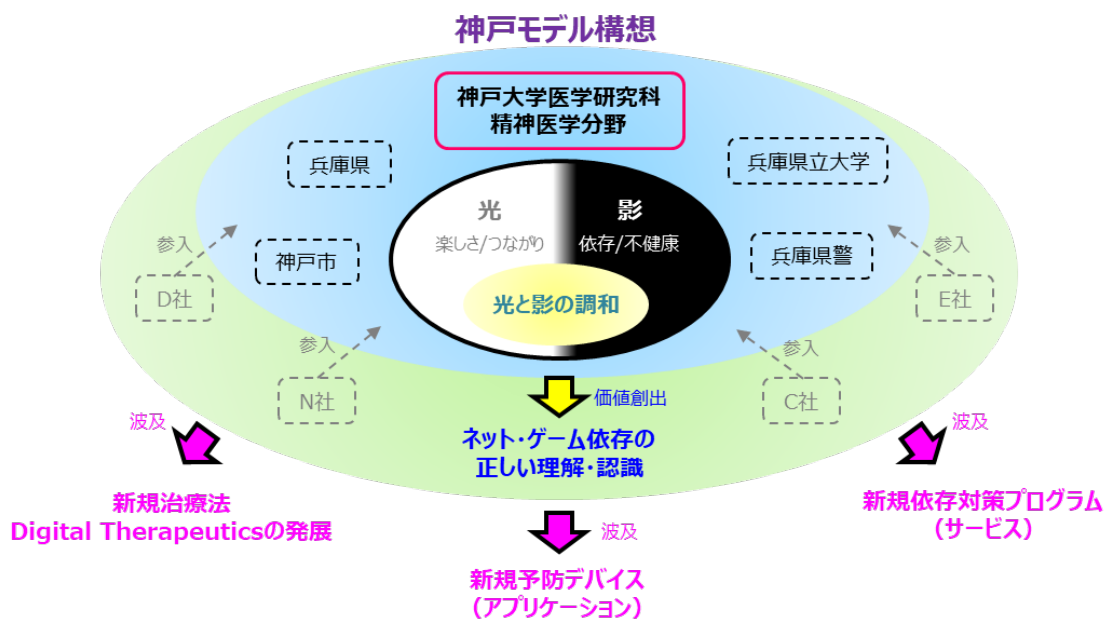 神戸モデル構想
神戸大学医学研究科
精神医学分野
兵庫県
兵庫県立大学
光
影
楽しさ/つながり
依存/不健康
参入
参入
神戸市
兵庫県警
D社
E社
光と影の調和
参入
参入
N社
C社
価値創出
波及
波及
ネット・ゲーム依存の
正しい理解・認識
新規治療法
Digital Therapeuticsの発展
新規依存対策プログラム
（サービス）
波及
新規予防デバイス
（アプリケーション）